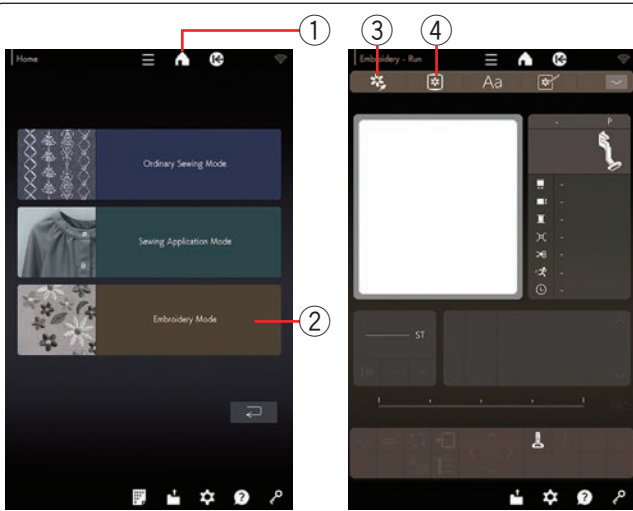 ① ③ ④
Home
Embroidery - Run
Aa
Ordinary Sewing Mode
P
Sewing Application Mode
Embroidery Mode
②
ST